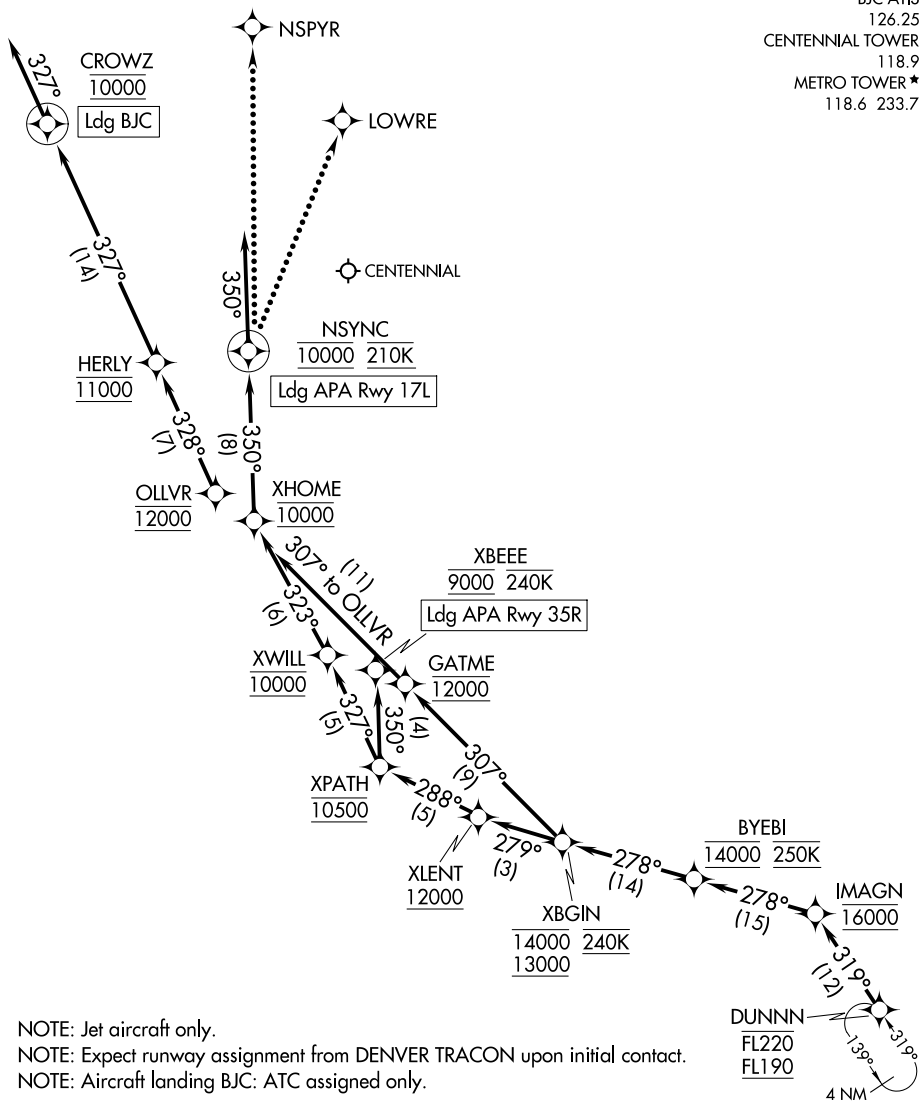 BJC ATIS
126.25
CENTENNIAL TOWER
118.9
METRO TOWER★
118.6 233.7
NSPYR
CROWZ
10000
Ldg BJC
327°
LOWRE
327°
(14)
350°
CENTENNIAL
NSYNC
10000 210K
Ldg APA Rwy 17L
HERLY
11000
328°
(7)
350°
(8)
OLLVR
12000
XHOME
10000
307° to OLLVR
(11)
XBEEE
9000 240K
Ldg APA Rwy 35R
323°
(6)
XWILL
10000
GATME
12000
327°
(5)
350°
(4)
307°
(9)
XPATH
10500
288°
(5)
BYEBI
14000 250K
279°
(3)
278°
(14)
XLENT
12000
IMAGN
16000
278°
(15)
XBGIN
14000 240K
13000
319°
(12)
DUNNN
FL220
FL190
319°
139°
4 NM
NOTE: Jet aircraft only.
NOTE: Expect runway assignment from DENVER TRACON upon initial contact.
NOTE: Aircraft landing BJC: ATC assigned only.